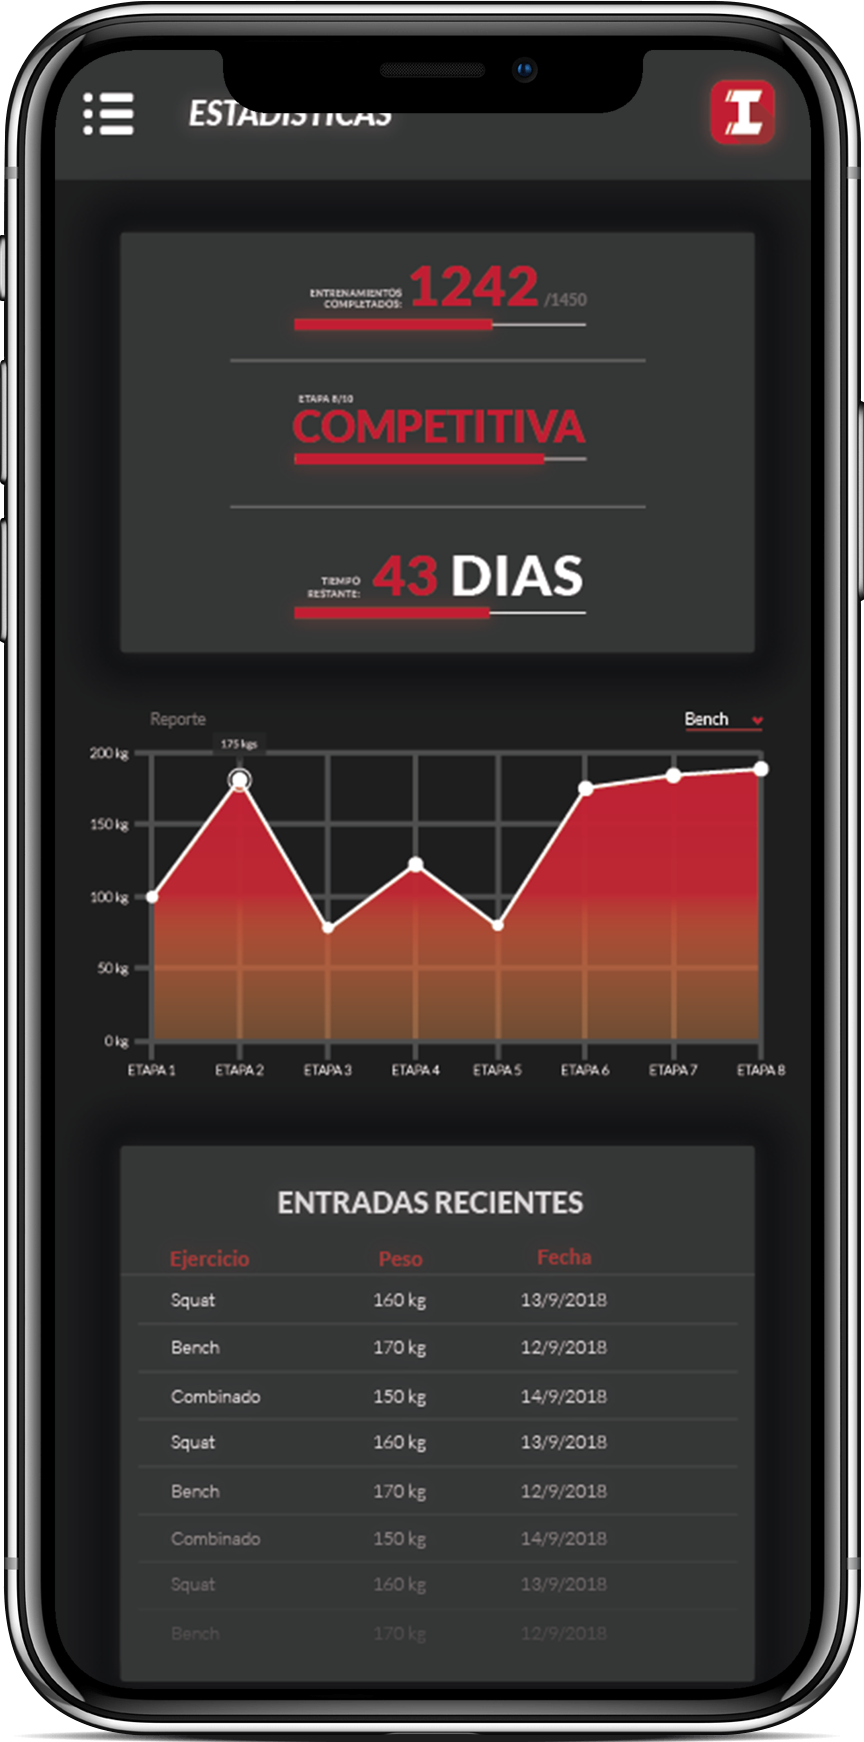 ESTADISTICAS
I
ENTRENAMIENTOS
COMPLETADOS:
1242 /1450
ETAPA 8/10
COMPETITIVA
TIEMPO
RESTANTE:
43 DIAS
Reporte
Bench
175 kgs
200 kg
150 kg
100 kg
50 kg
0 kg
ETAPA 1 ETAPA 2 ETAPA 3 ETAPA 4 ETAPA 5 ETAPA 6 ETAPA 7 ETAPA 8
ENTRADAS RECIENTES
Ejercicio Peso Fecha
Squat 160 kg 13/9/2018
Bench 170 kg 12/9/2018
Combinado 150 kg 14/9/2018
Squat 160 kg 13/9/2018
Bench 170 kg 12/9/2018
Combinado 150 kg 14/9/2018
Squat 160 kg 13/9/2018
Bench 170 kg 12/9/2018